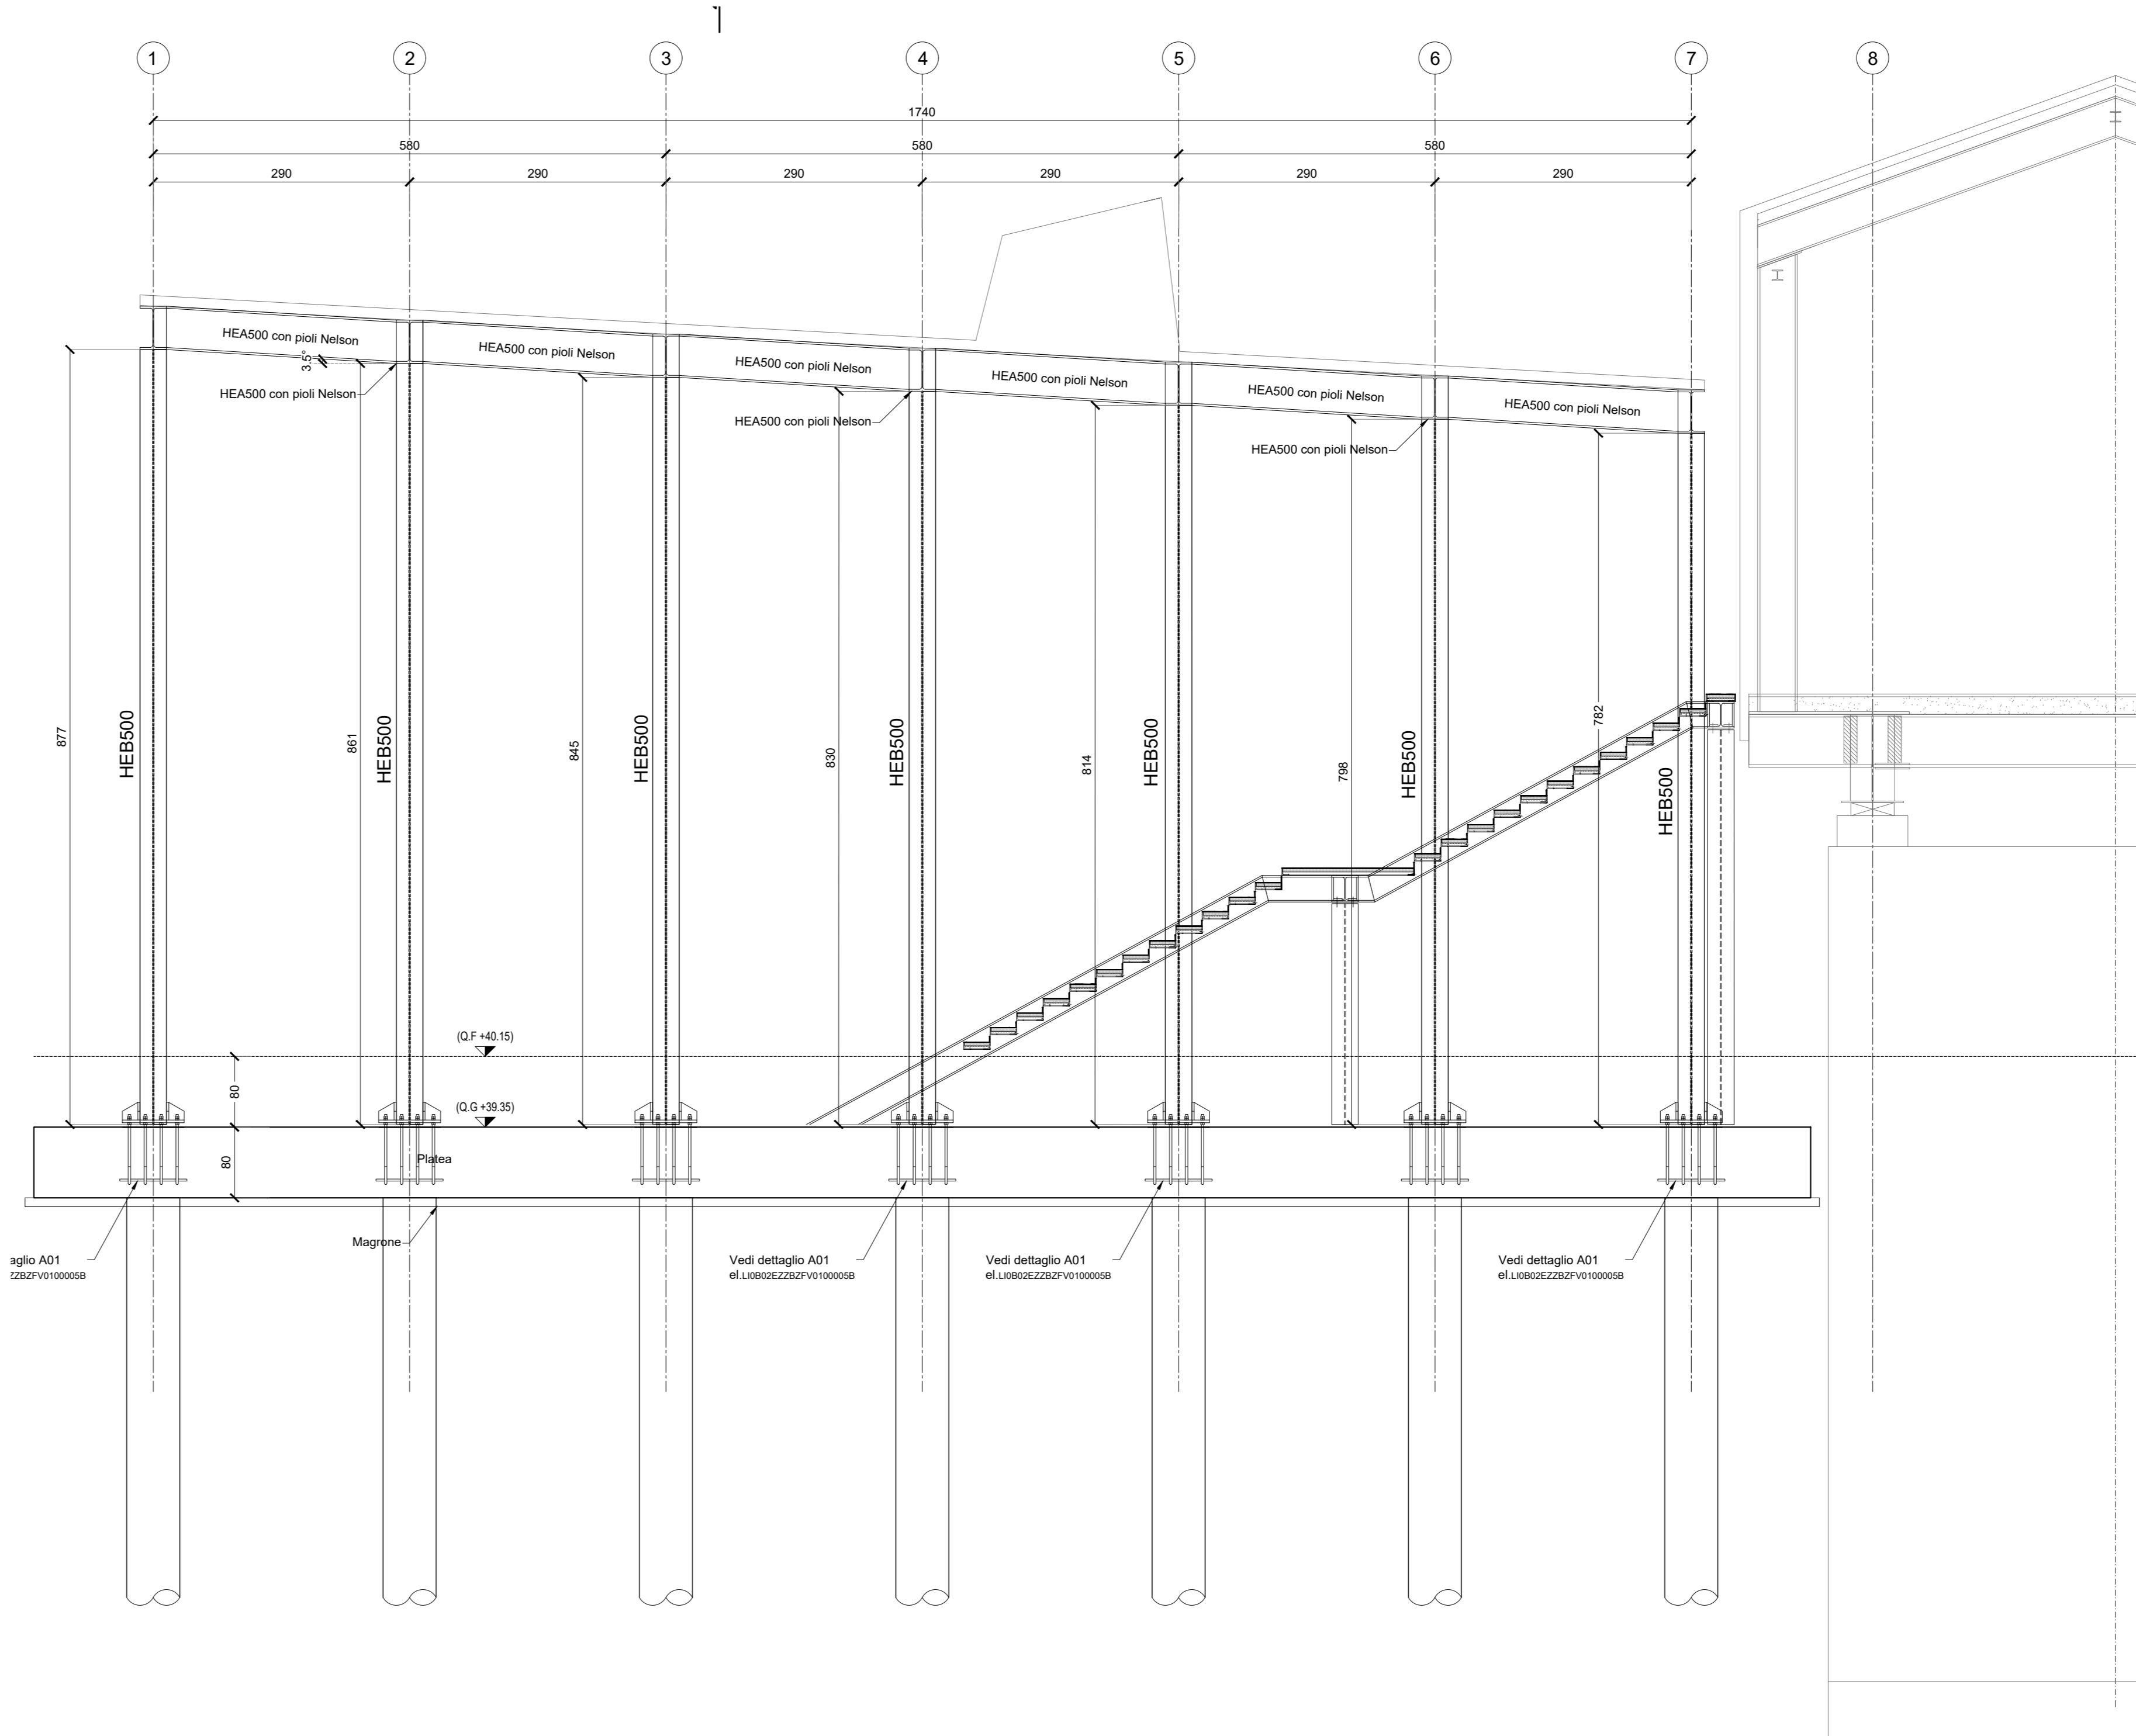 1 2 3 4 5 6 7 8
1740
580 580 580
290 290 290 290 290 290
HEA500 con pioli Nelson
HEA500 con pioli Nelson
HEA500 con pioli Nelson
HEA500 con pioli Nelson
HEA500 con pioli Nelson
HEA500 con pioli Nelson
3.5°
HEA500 con pioli Nelson
HEA500 con pioli Nelson
HEA500 con pioli Nelson
877
HEB500
861
HEB500
845
HEB500
830
HEB500
814
HEB500
798
HEB500
782
HEB500
(Q.F +40.15)
80
(Q.G +39.35)
80
Platea
Magrone
aglio A01
ZZBZFV0100005B
Vedi dettaglio A01
el.LI0B02EZZBZFV0100005B
Vedi dettaglio A01
el.LI0B02EZZBZFV0100005B
Vedi dettaglio A01
el.LI0B02EZZBZFV0100005B